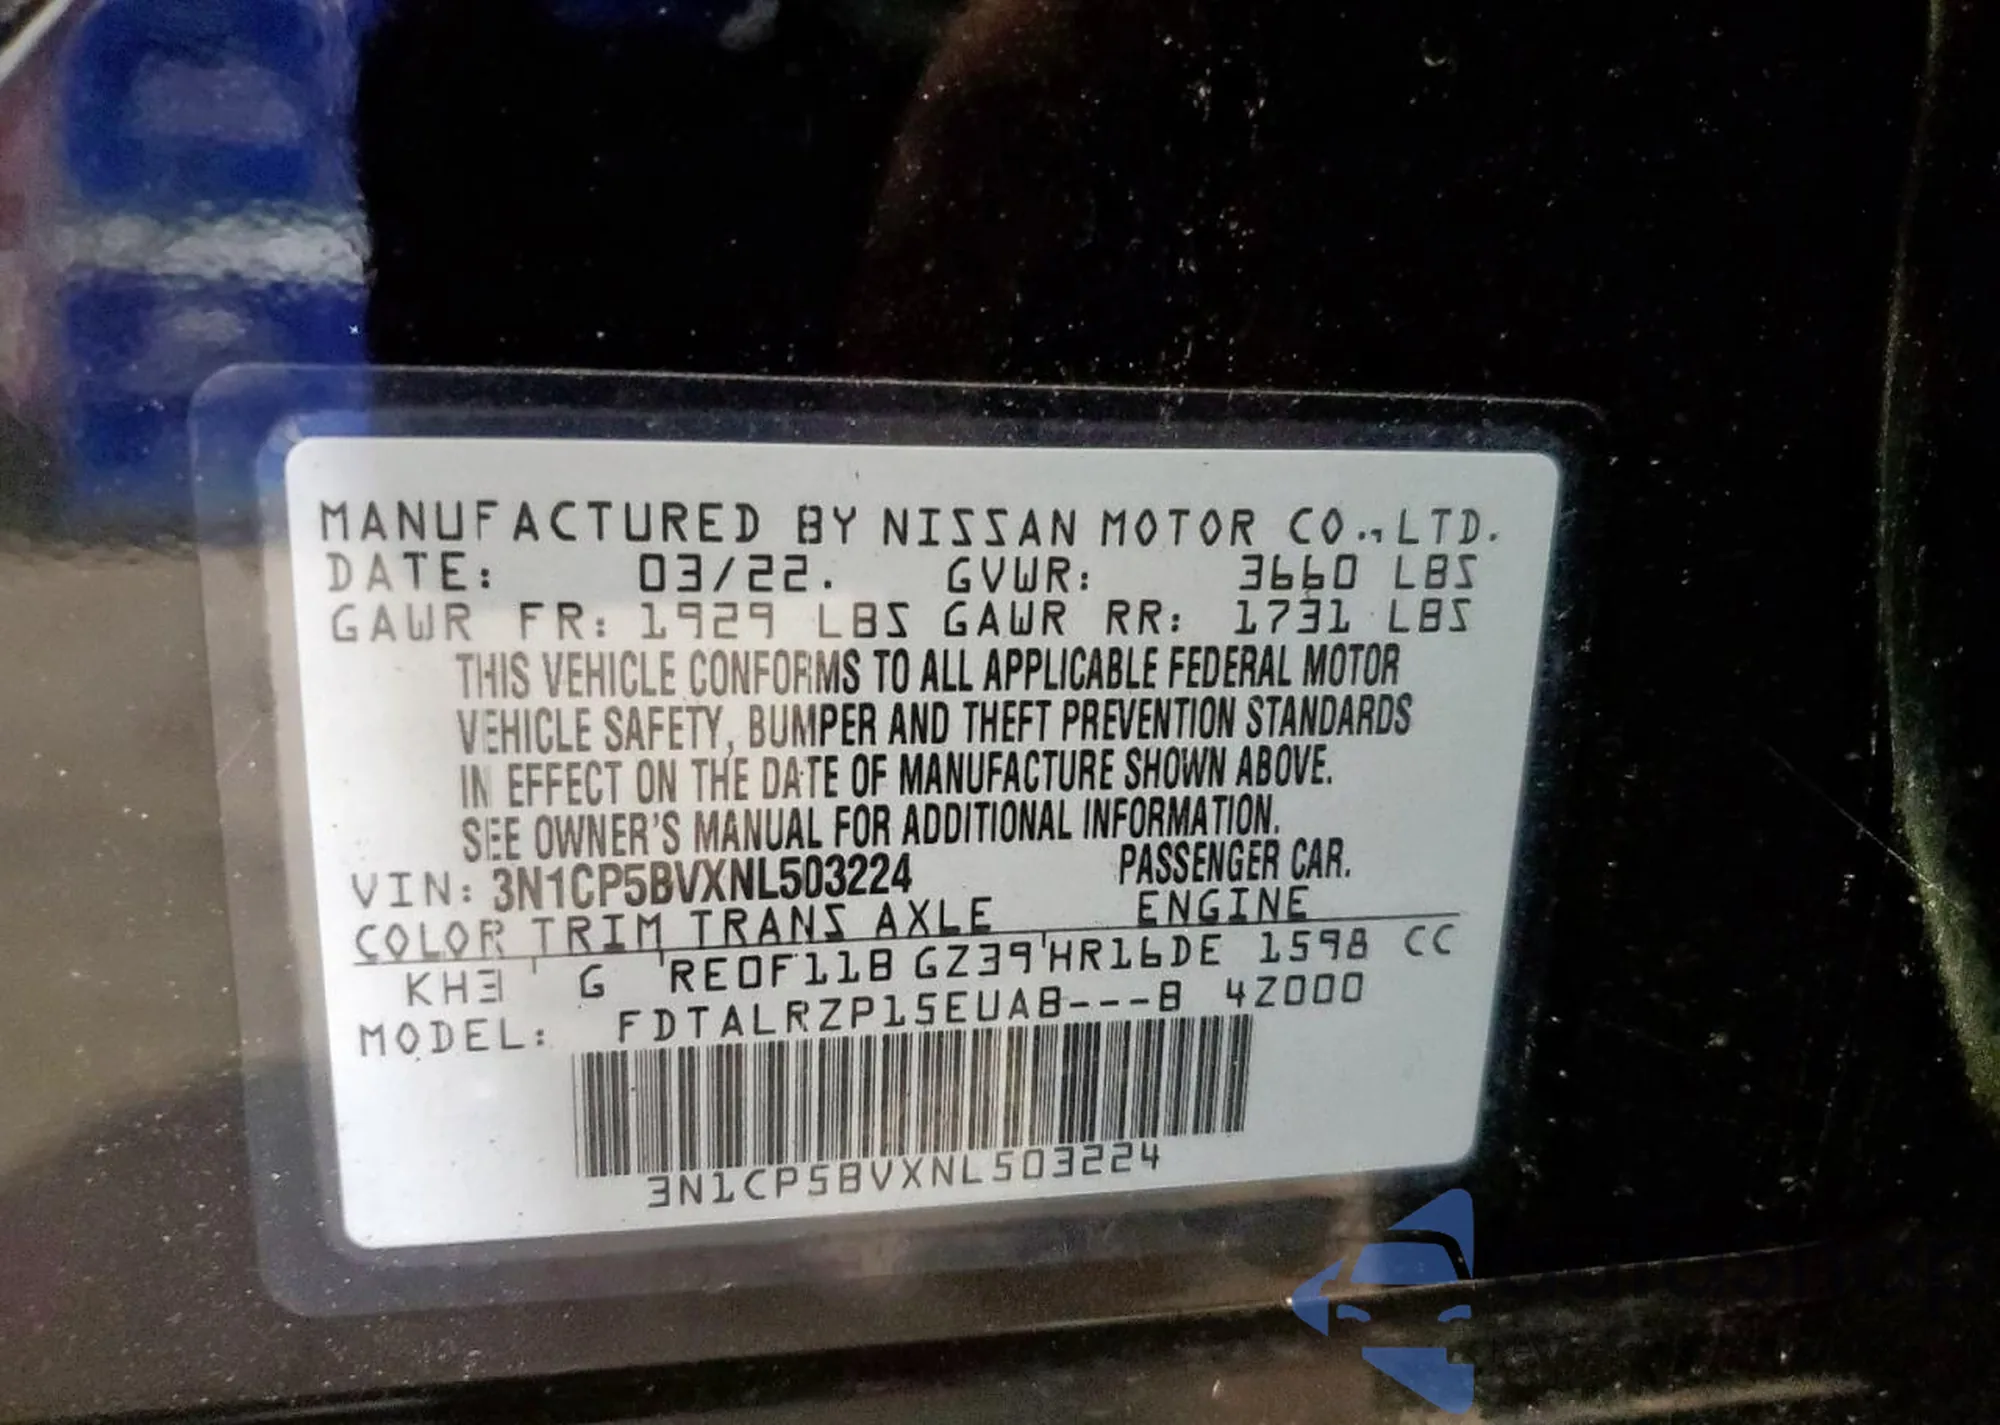 MANUFACTURED BY NISSAN MOTOR CO., LTD.
DATE: 03/22. GVWR: 3660 LBS
GAWR FR: 1929 LBS GAWR RR: 1731 LBS
THIS VEHICLE CONFORMS TO ALL APPLICABLE FEDERAL MOTOR
VEHICLE SAFETY, BUMPER AND THEFT PREVENTION STANDARDS
IN EFFECT ON THE DATE OF MANUFACTURE SHOWN ABOVE.
SEE OWNER'S MANUAL FOR ADDITIONAL INFORMATION.
VIN: 3N1CP5BVXNL503224 PASSENGER CAR.
COLOR TRIM TRANS AXLE ENGINE
KH3 G RE0F11B GZ39 HR16DE 1598 CC
MODEL: FDTALRZP15EUAB---B 4Z000
3N1CP5BVXNL503224